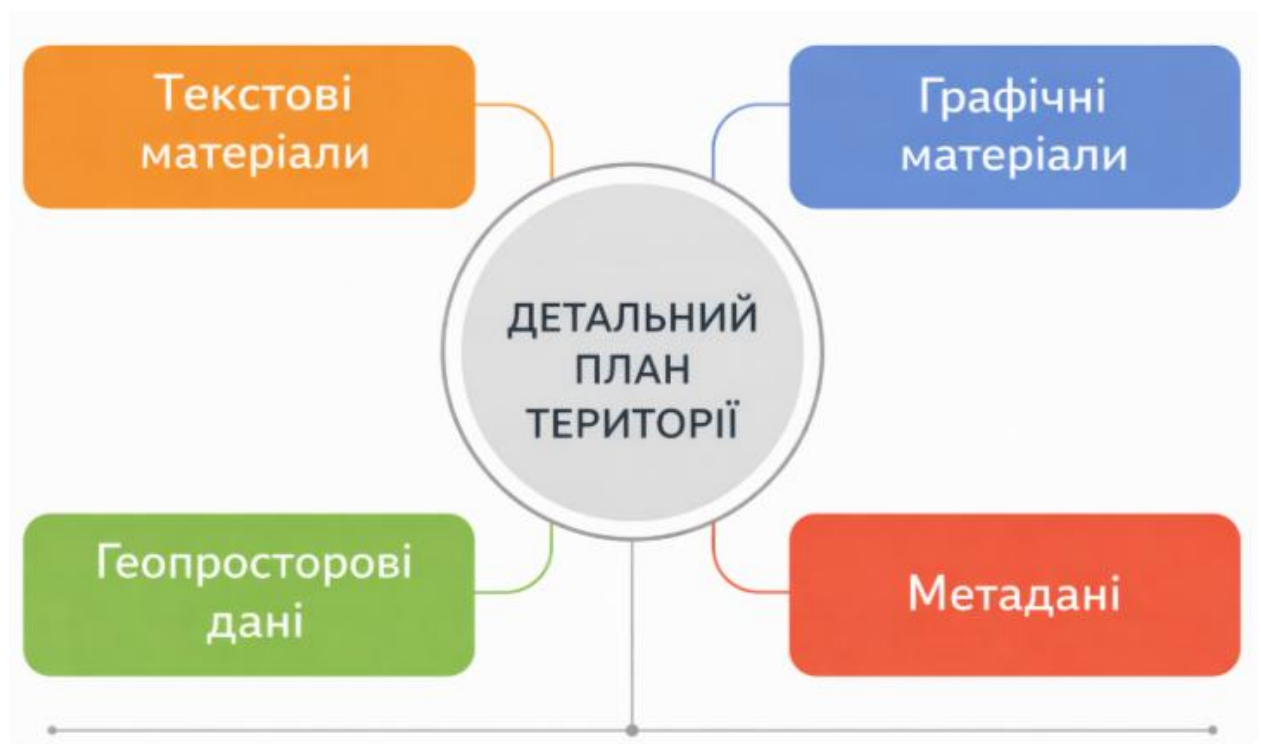 Текстові
матеріали
Графічні
матеріали
ДЕТАЛЬНИЙ
ПЛАН
ТЕРИТОРІЇ
Геопросторові
дані
Метадані